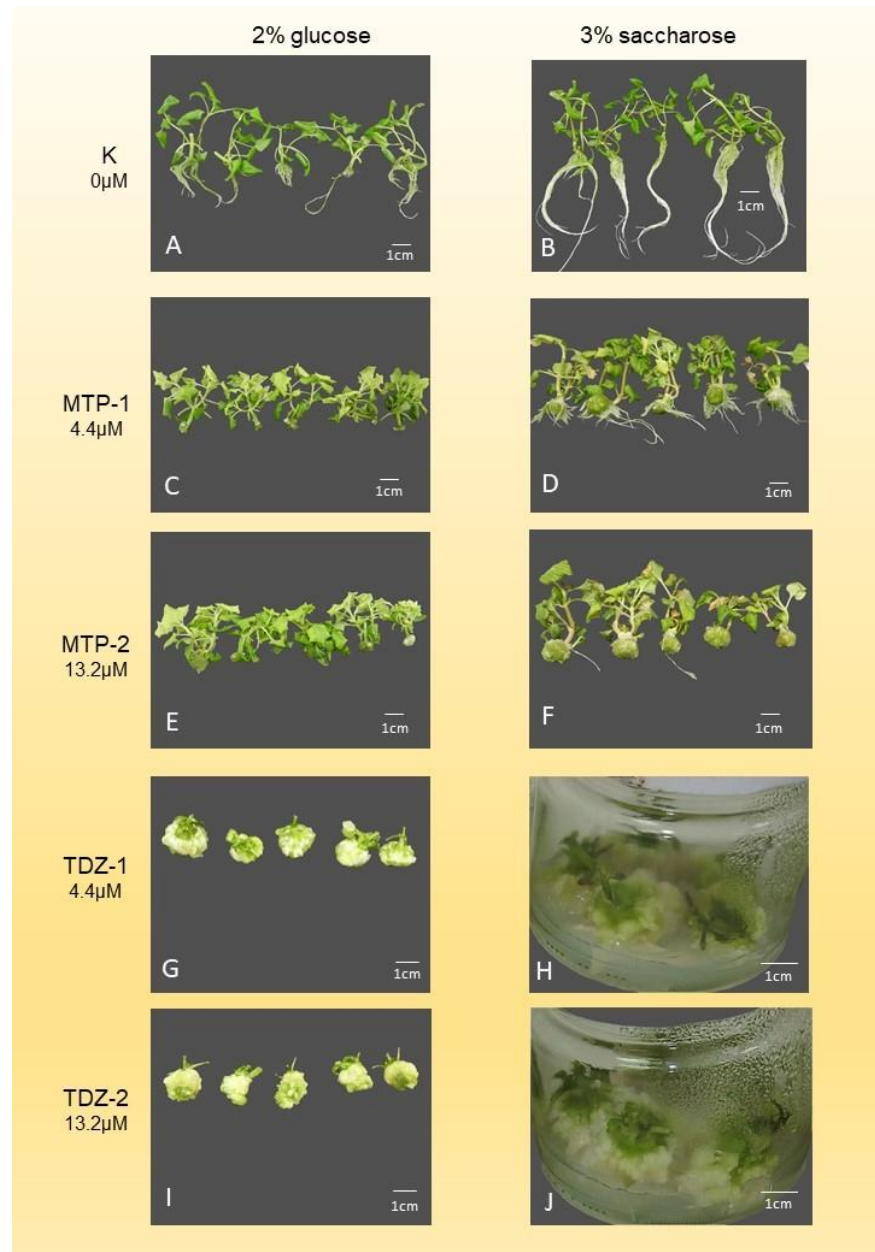 2% glucose
3% saccharose
K
0µM
A
1cm
B
1cm
MTP-1
4.4µM
C
1cm
D
1cm
MTP-2
13.2µM
E
1cm
F
1cm
TDZ-1
4.4µM
G
1cm
H
1cm
TDZ-2
13.2µM
I
1cm
J
1cm